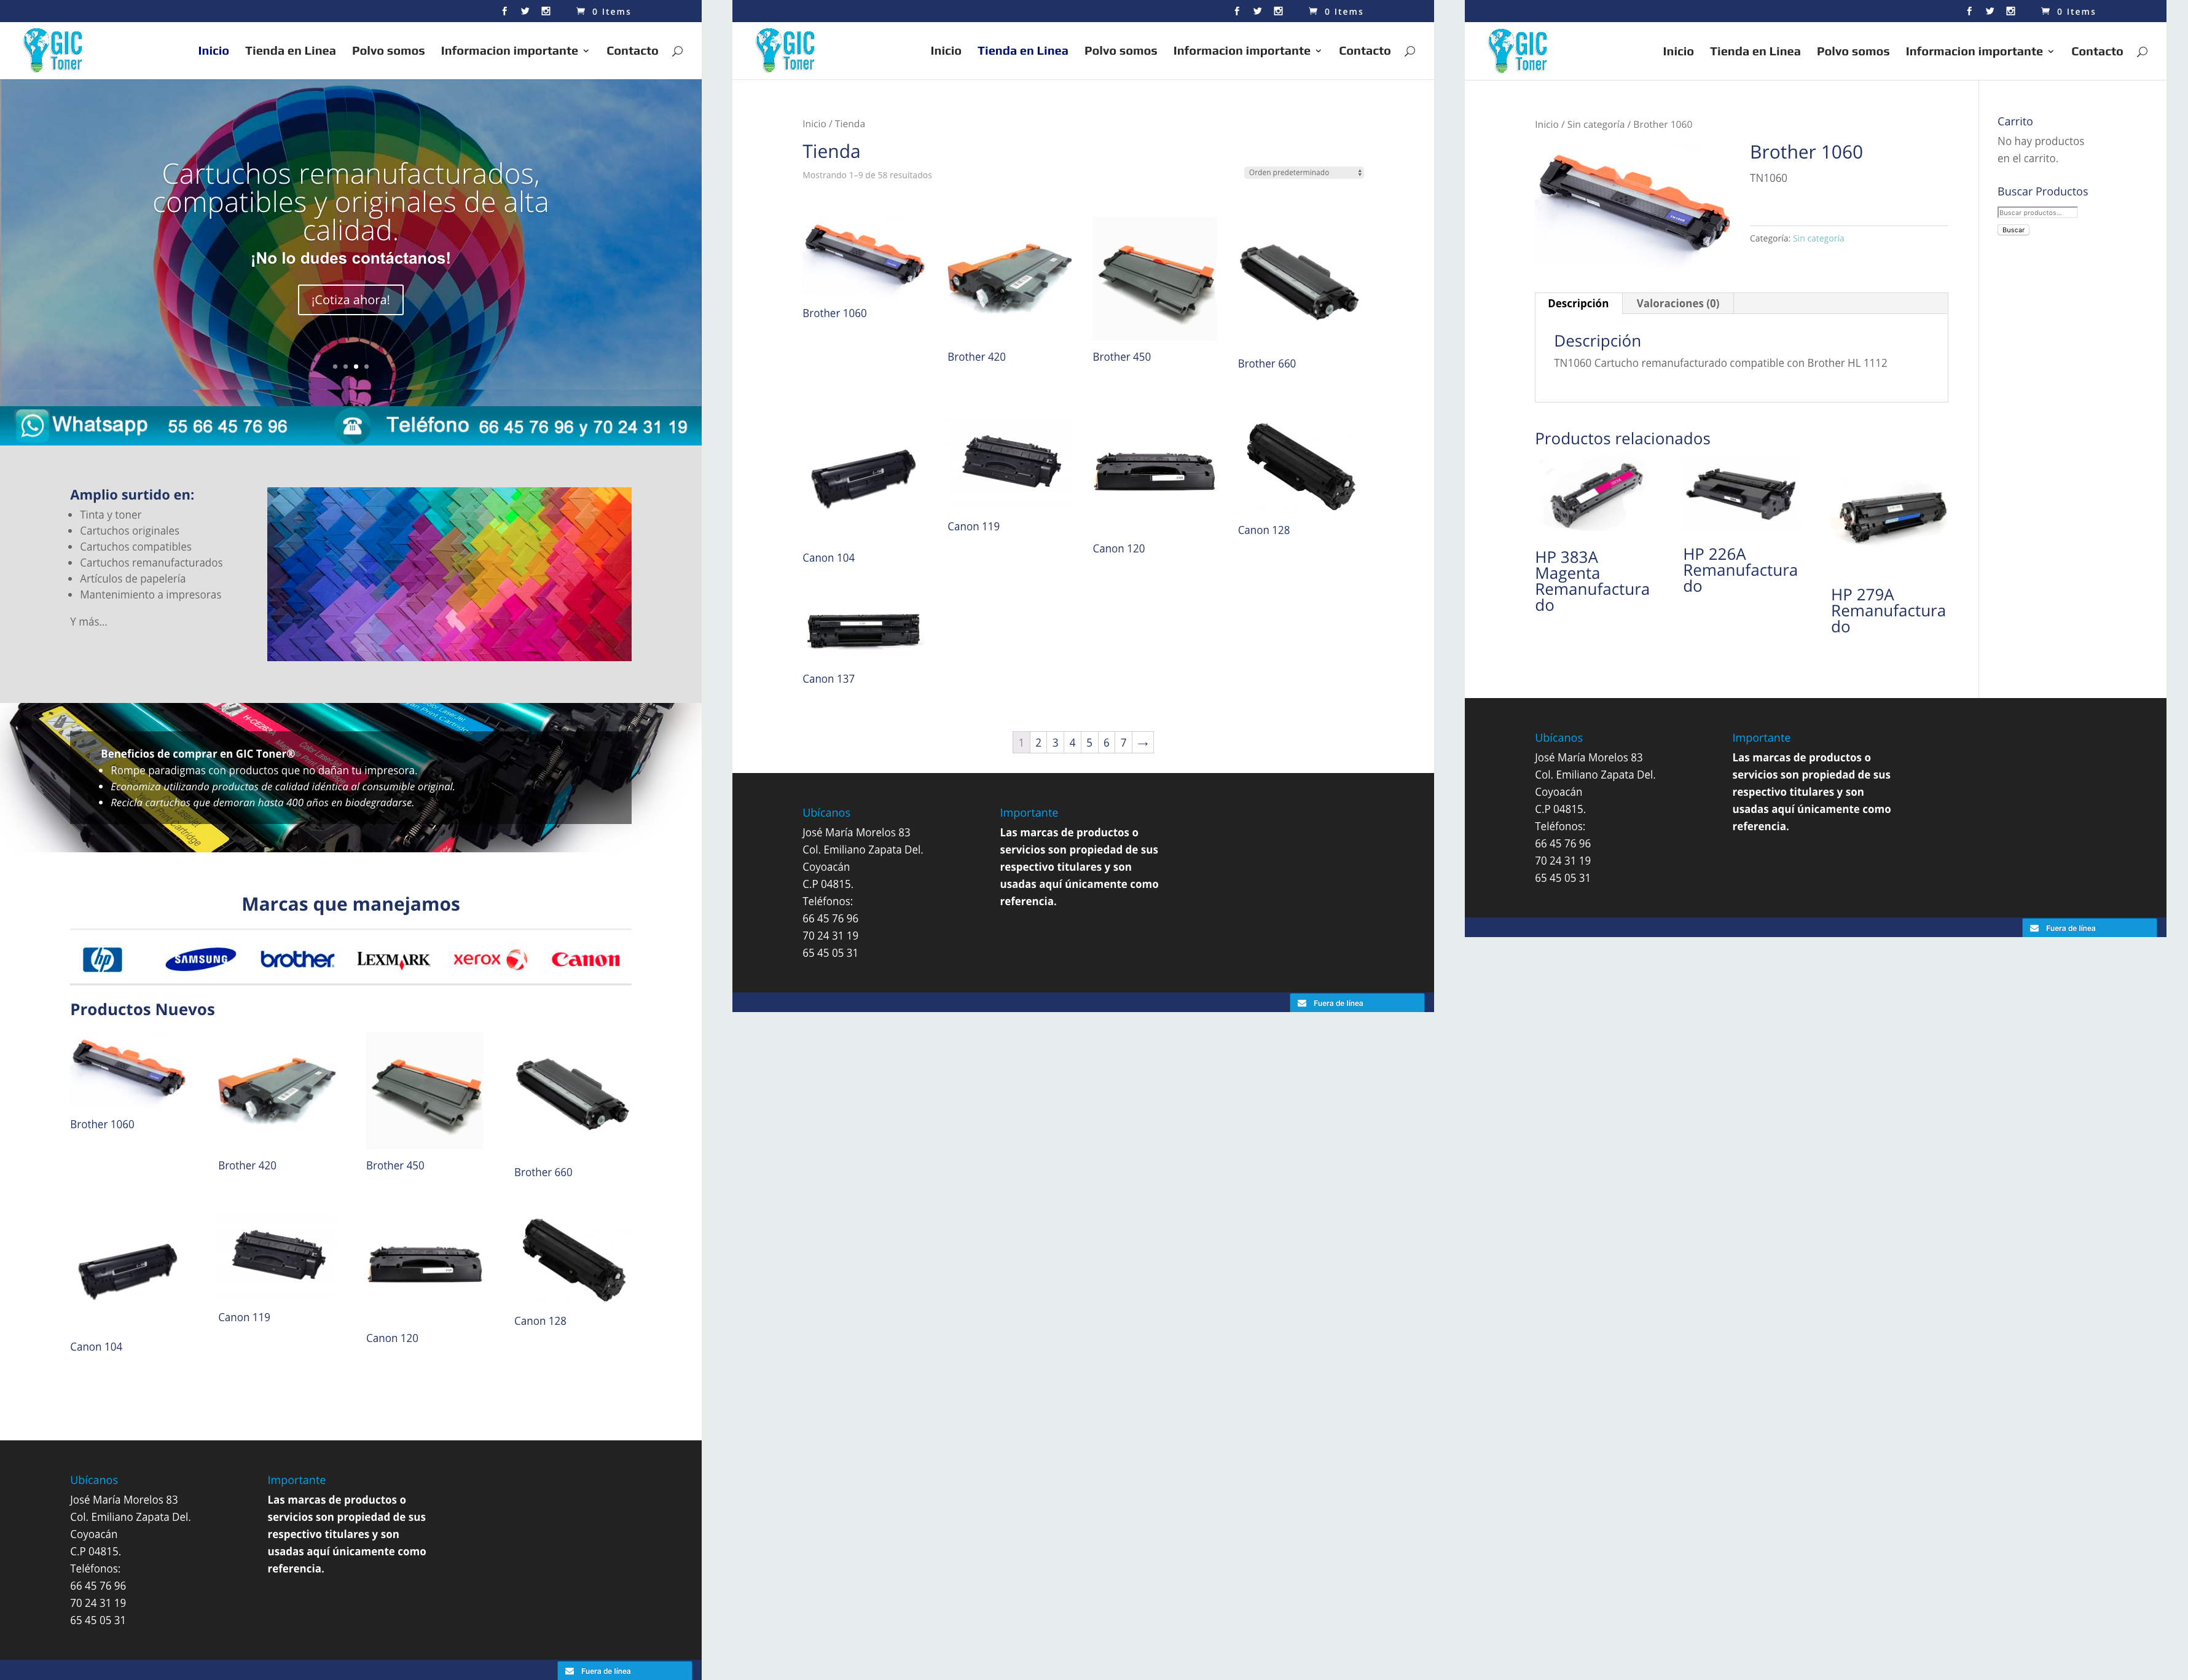 0 Items
GIC
Toner
Inicio Tienda en Linea Polvo somos Informacion importante Contacto
Cartuchos remanufacturados,
compatibles y originales de alta
calidad.
¡No lo dudes contáctanos!
¡Cotiza ahora!
Whatsapp 55 66 45 76 96 Teléfono 66 45 76 96 y 70 24 31 19
Amplio surtido en:
Tinta y toner
Cartuchos originales
Cartuchos compatibles
Cartuchos remanufacturados
Artículos de papelería
Mantenimiento a impresoras
Y más...
Beneficios de comprar en GIC Toner®
Rompe paradigmas con productos que no dañan tu impresora.
Economiza utilizando productos de calidad idéntica al consumible original.
Recicla cartuchos que demoran hasta 400 años en biodegradarse.
Marcas que manejamos
hp SAMSUNG brother LEXMARK xerox Canon
Productos Nuevos
Brother 1060
Brother 420
Brother 450
Brother 660
Canon 104
Canon 119
Canon 120
Canon 128
Ubícanos
José María Morelos 83
Col. Emiliano Zapata Del.
Coyoacán
C.P 04815.
Teléfonos:
66 45 76 96
70 24 31 19
65 45 05 31
Importante
Las marcas de productos o
servicios son propiedad de sus
respectivo titulares y son
usadas aquí únicamente como
referencia.
Fuera de línea
0 Items
GIC
Toner
Inicio Tienda en Linea Polvo somos Informacion importante Contacto
Inicio / Tienda
Tienda
Mostrando 1–9 de 58 resultados
Orden predeterminado
Brother 1060
Brother 420
Brother 450
Brother 660
Canon 104
Canon 119
Canon 120
Canon 128
Canon 137
1 2 3 4 5 6 7 →
Ubícanos
José María Morelos 83
Col. Emiliano Zapata Del.
Coyoacán
C.P 04815.
Teléfonos:
66 45 76 96
70 24 31 19
65 45 05 31
Importante
Las marcas de productos o
servicios son propiedad de sus
respectivo titulares y son
usadas aquí únicamente como
referencia.
Fuera de línea
0 Items
GIC
Toner
Inicio Tienda en Linea Polvo somos Informacion importante Contacto
Inicio / Sin categoría / Brother 1060
Brother 1060
TN1060
Categoría: Sin categoría
Descripción Valoraciones (0)
Descripción
TN1060 Cartucho remanufacturado compatible con Brother HL 1112
Productos relacionados
HP 383A
Magenta
Remanufactura
do
HP 226A
Remanufactura
do
HP 279A
Remanufactura
do
Carrito
No hay productos
en el carrito.
Buscar Productos
Buscar productos...
Buscar
Ubícanos
José María Morelos 83
Col. Emiliano Zapata Del.
Coyoacán
C.P 04815.
Teléfonos:
66 45 76 96
70 24 31 19
65 45 05 31
Importante
Las marcas de productos o
servicios son propiedad de sus
respectivo titulares y son
usadas aquí únicamente como
referencia.
Fuera de línea